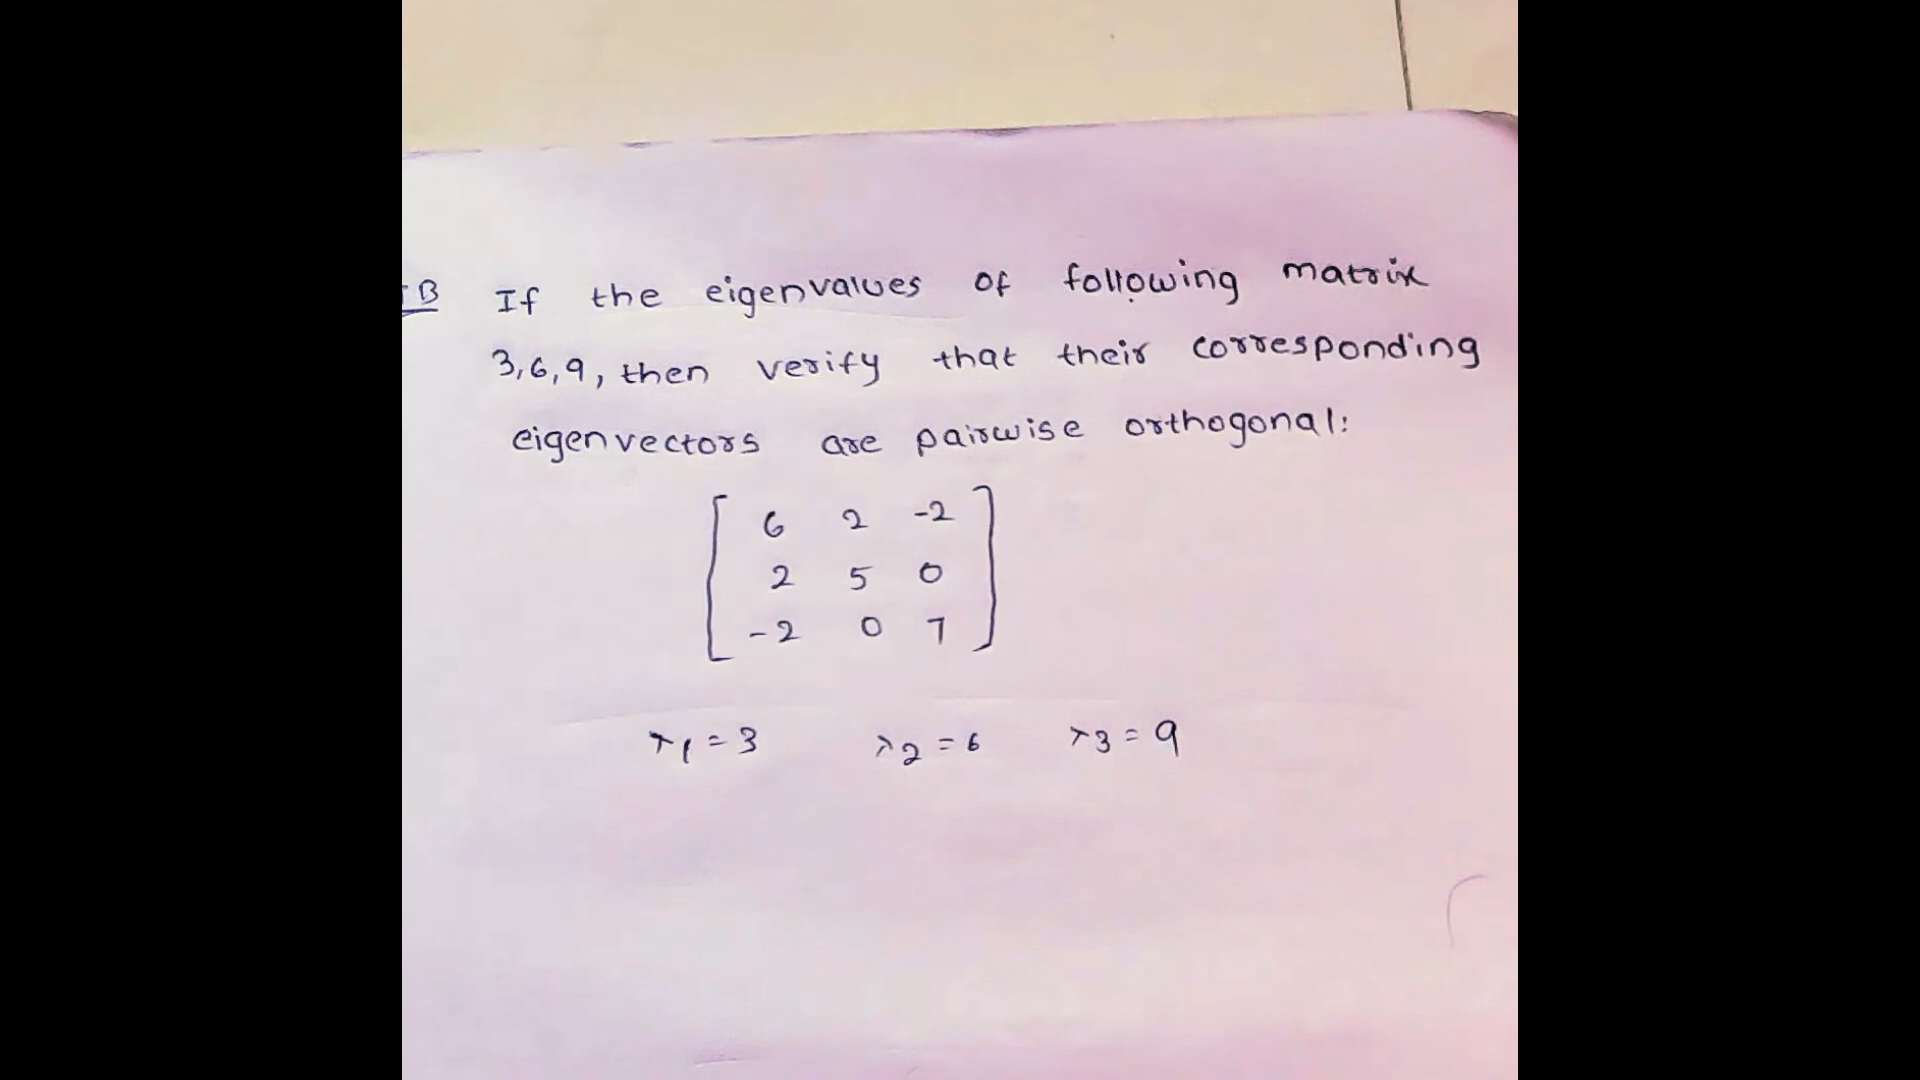 B If the eigenvalues of following matrix
3,6,9, then verify that their corresponding
eigenvectors are pairwise orthogonal:
6 2 -2
2 5 0
-2 0 7
λ1 = 3 λ2 = 6 λ3 = 9